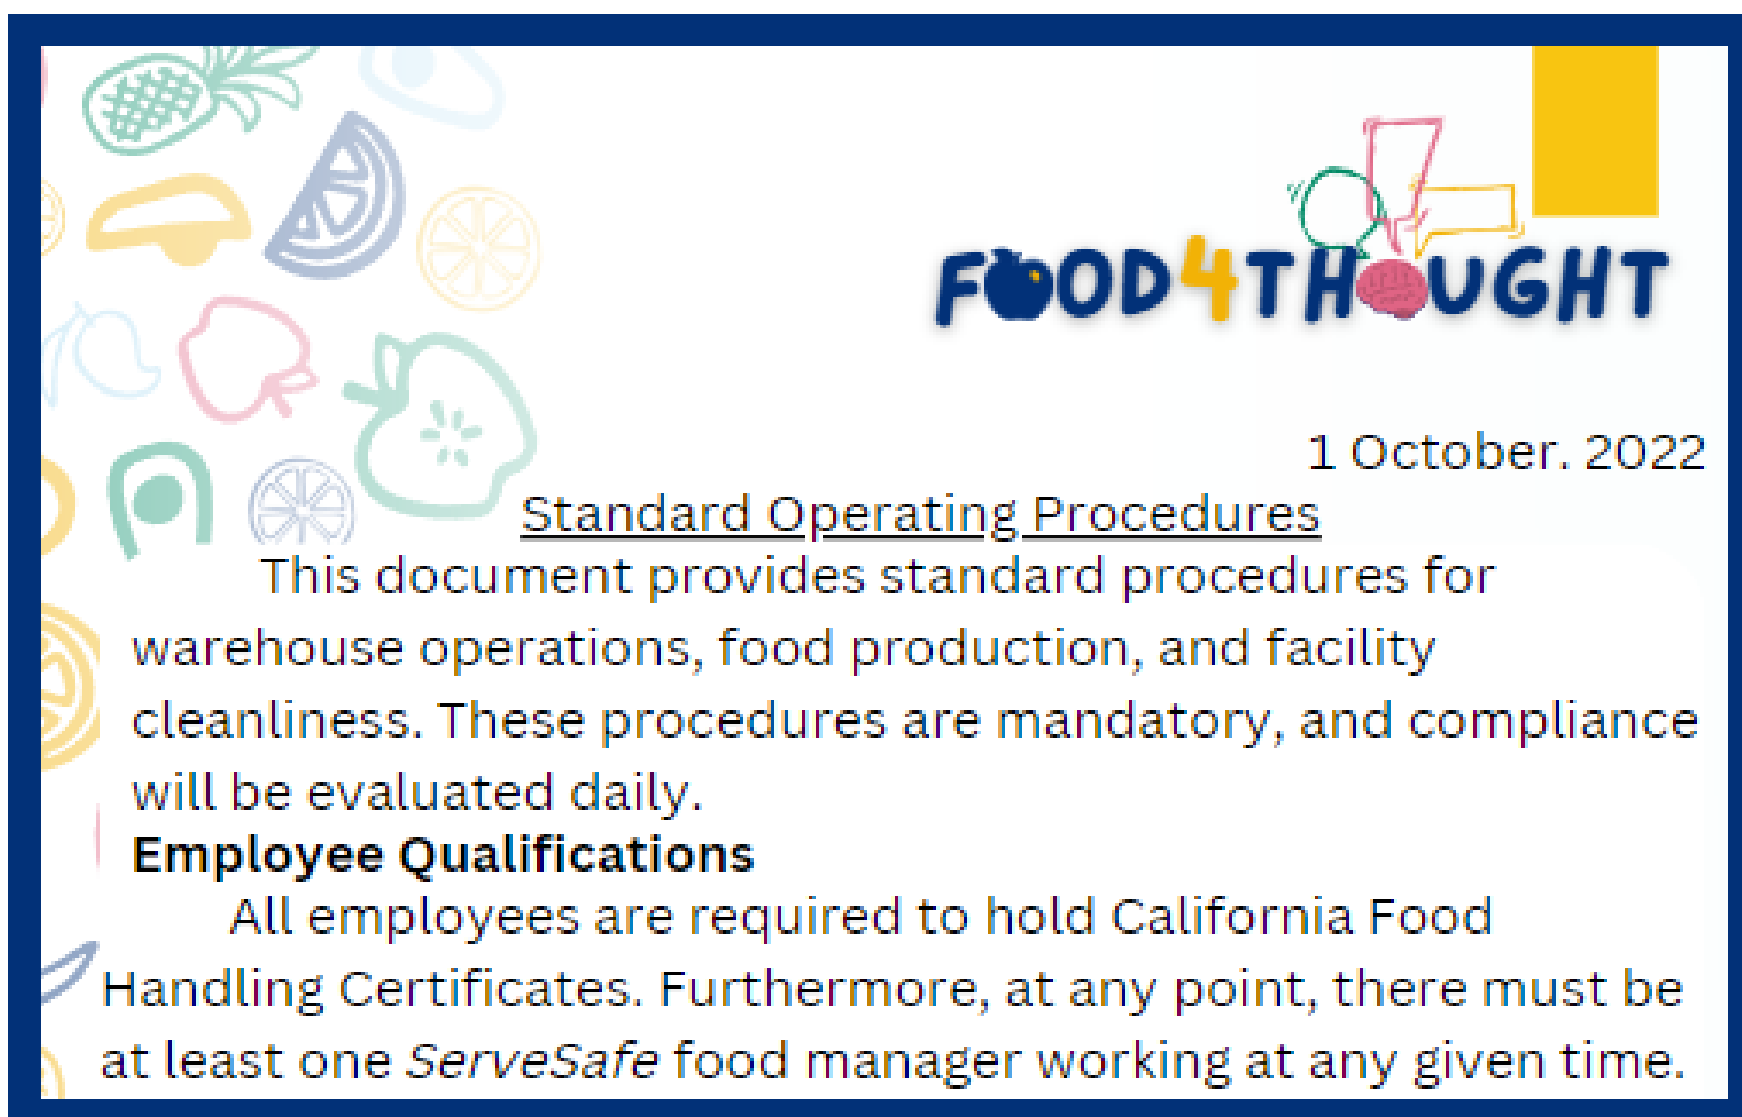 FOOD4THOUGHT
1 October. 2022
Standard Operating Procedures
This document provides standard procedures for
warehouse operations, food production, and facility
cleanliness. These procedures are mandatory, and compliance
will be evaluated daily.
Employee Qualifications
All employees are required to hold California Food
Handling Certificates. Furthermore, at any point, there must be
at least one ServeSafe food manager working at any given time.